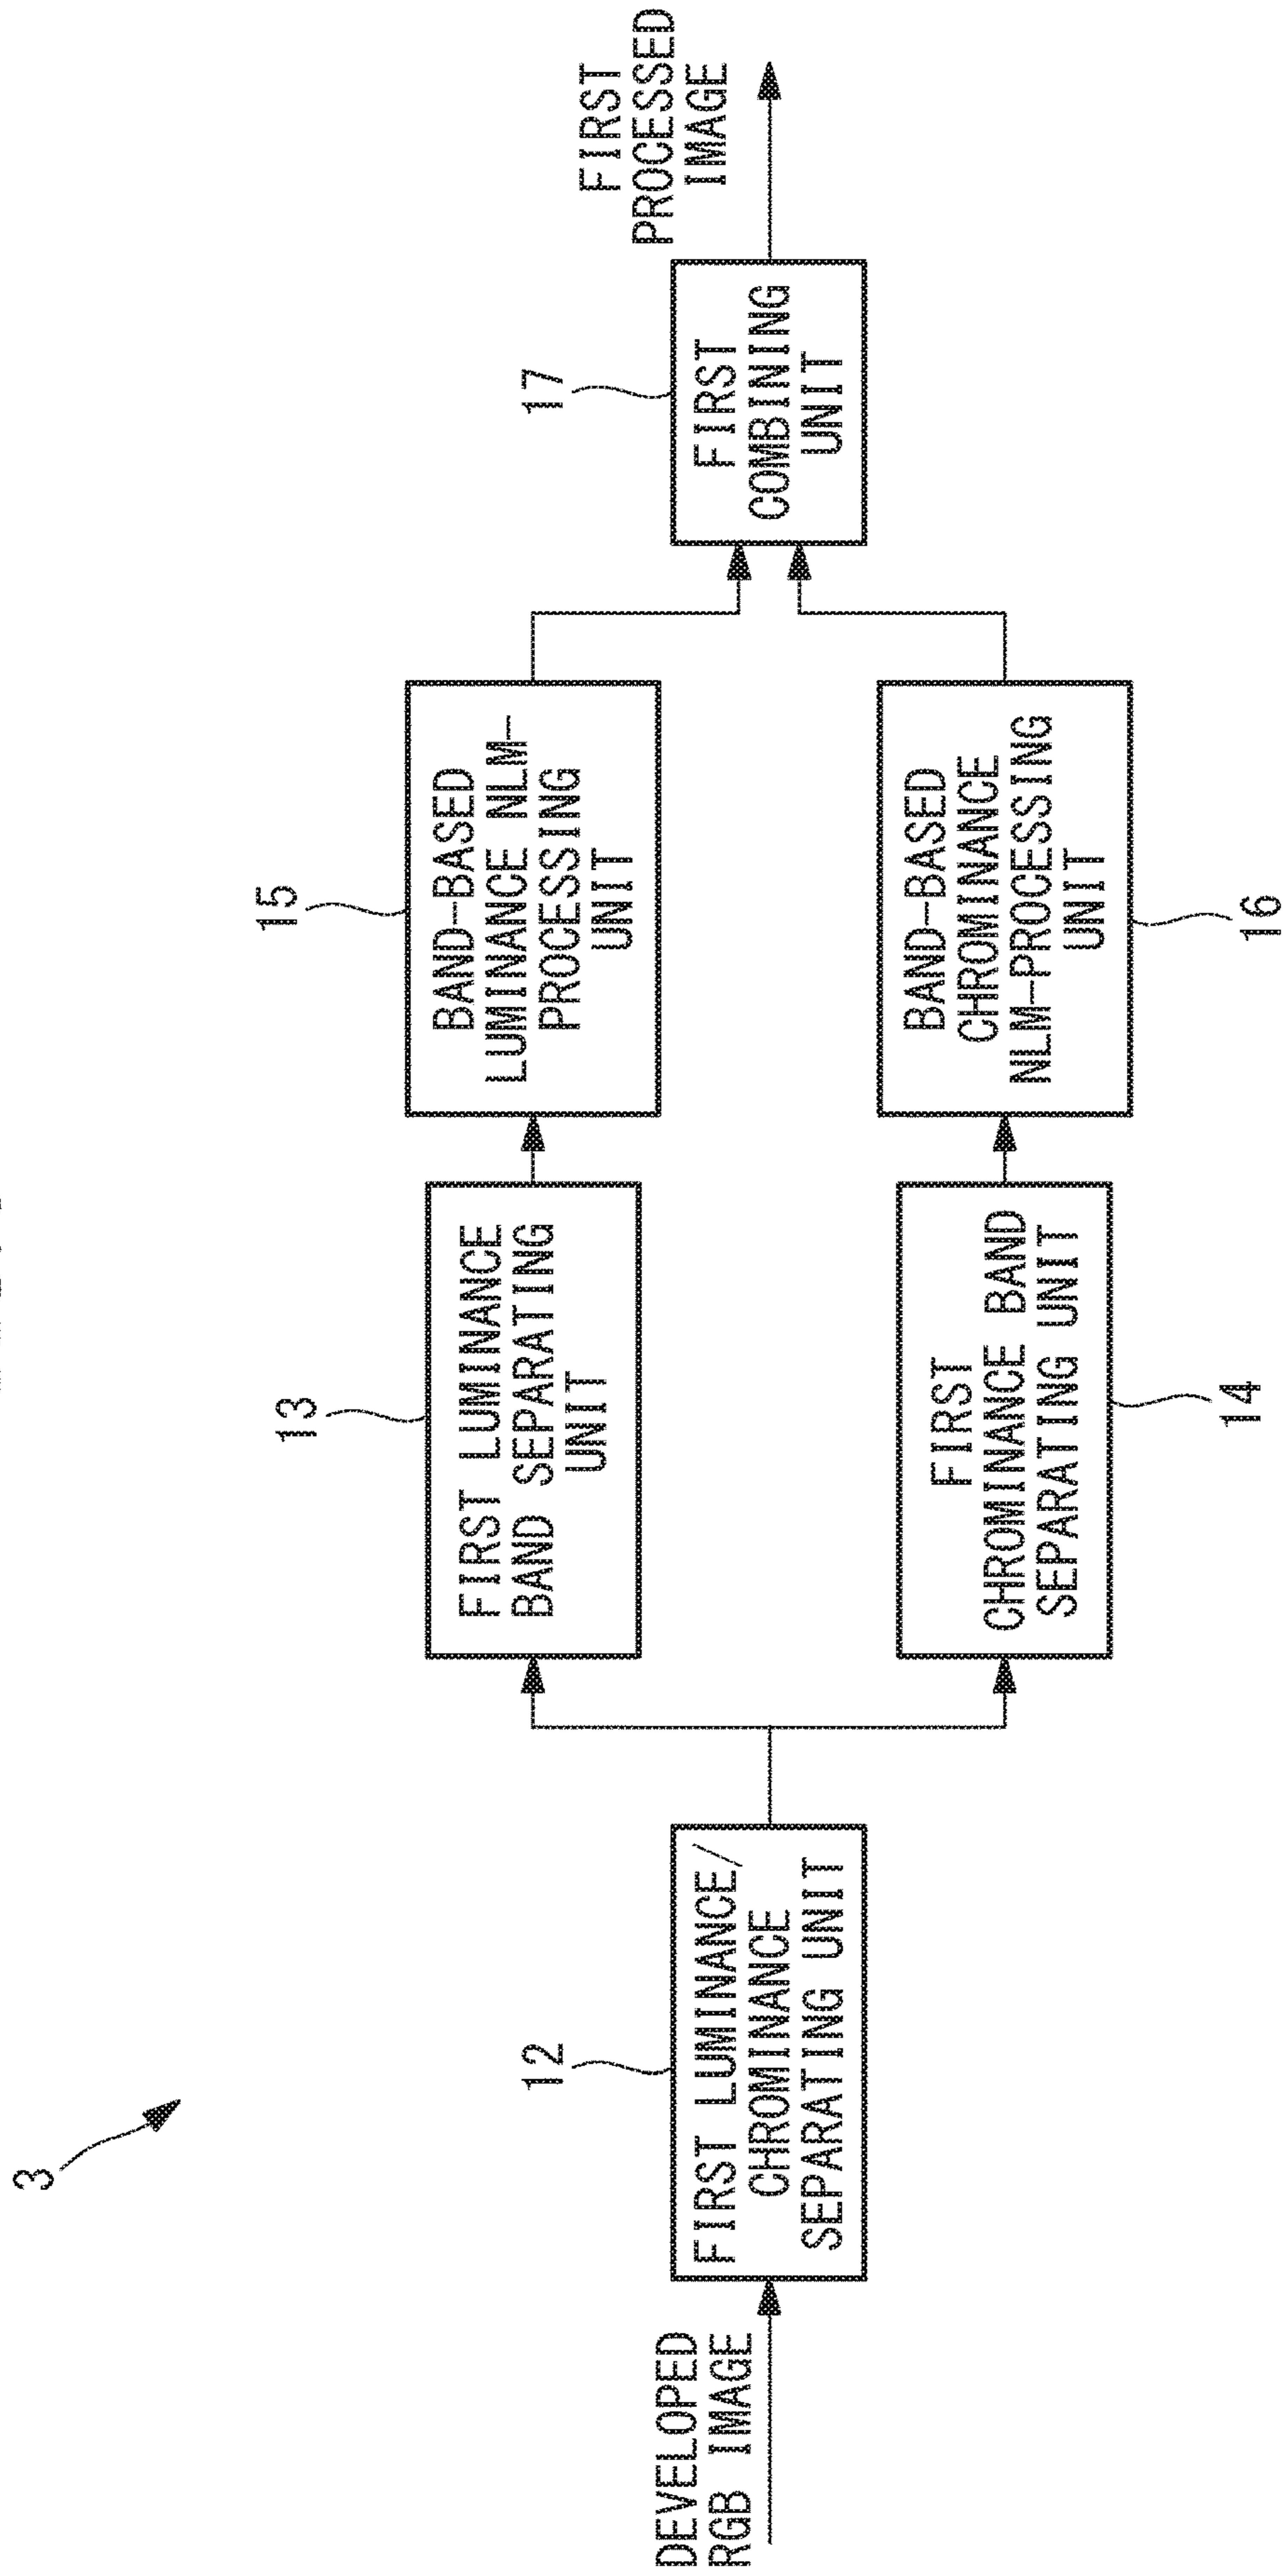 3
DEVELOPED
RGB IMAGE
12
FIRST LUMINANCE/
CHROMINANCE
SEPARATING UNIT
13
FIRST LUMINANCE
BAND SEPARATING
UNIT
14
FIRST
CHROMINANCE BAND
SEPARATING UNIT
15
BAND-BASED
LUMINANCE NLM-
PROCESSING
UNIT
16
BAND-BASED
CHROMINANCE
NLM-PROCESSING
UNIT
17
FIRST
COMBINING
UNIT
FIRST
PROCESSED
IMAGE